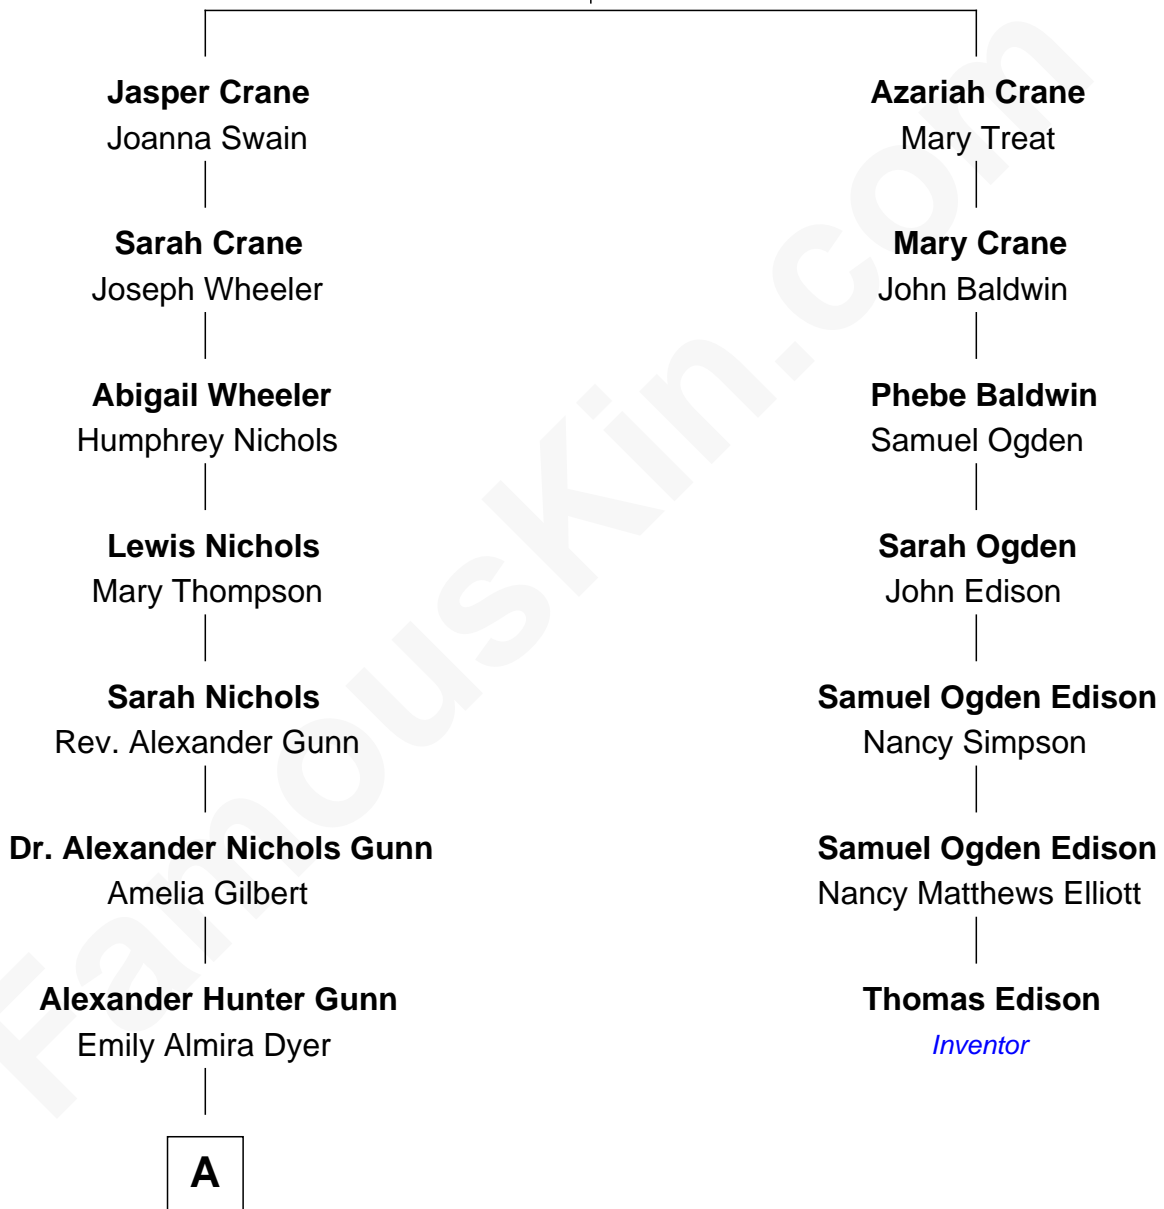 Jasper Crane
Joanna Swain
Sarah Crane
Joseph Wheeler
Abigail Wheeler
Humphrey Nichols
Lewis Nichols
Mary Thompson
Sarah Nichols
Rev. Alexander Gunn
Dr. Alexander Nichols Gunn
Amelia Gilbert
Alexander Hunter Gunn
Emily Almira Dyer
A
Azariah Crane
Mary Treat
Mary Crane
John Baldwin
Phebe Baldwin
Samuel Ogden
Sarah Ogden
John Edison
Samuel Ogden Edison
Nancy Simpson
Samuel Ogden Edison
Nancy Matthews Elliott
Thomas Edison
Inventor
FamousKin.com